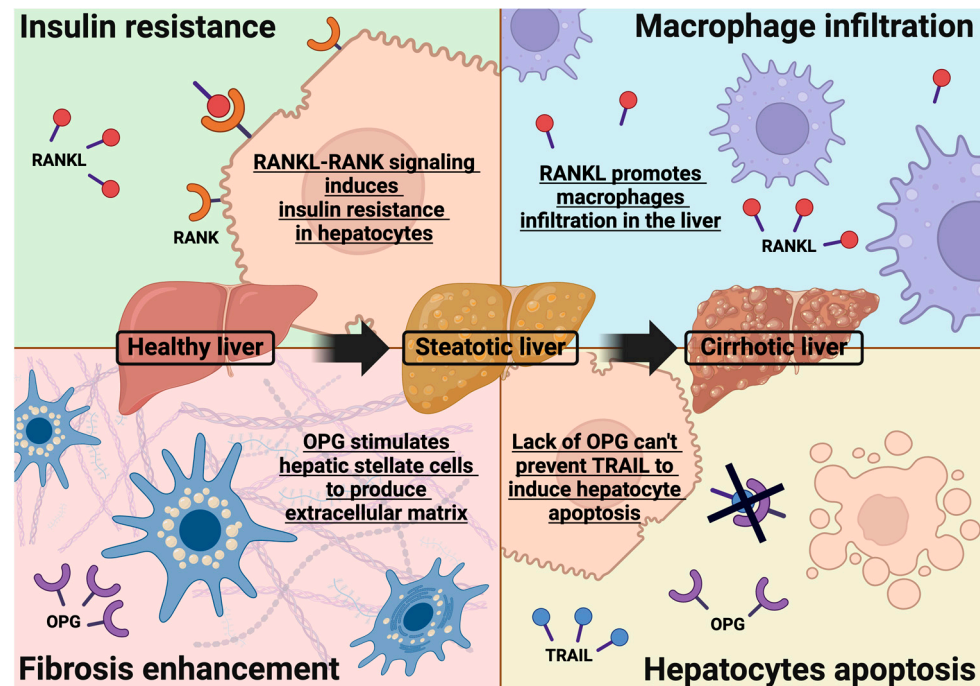 Insulin resistance
RANKL
RANK
RANKL-RANK signaling
induces
insulin resistance
in hepatocytes
Macrophage infiltration
RANKL promotes
macrophages
infiltration in the liver
RANKL
Healthy liver
Steatotic liver
Cirrhotic liver
OPG stimulates
hepatic stellate cells
to produce
extracellular matrix
OPG
Fibrosis enhancement
Lack of OPG can't
prevent TRAIL to
induce hepatocyte
apoptosis
OPG
TRAIL
Hepatocytes apoptosis